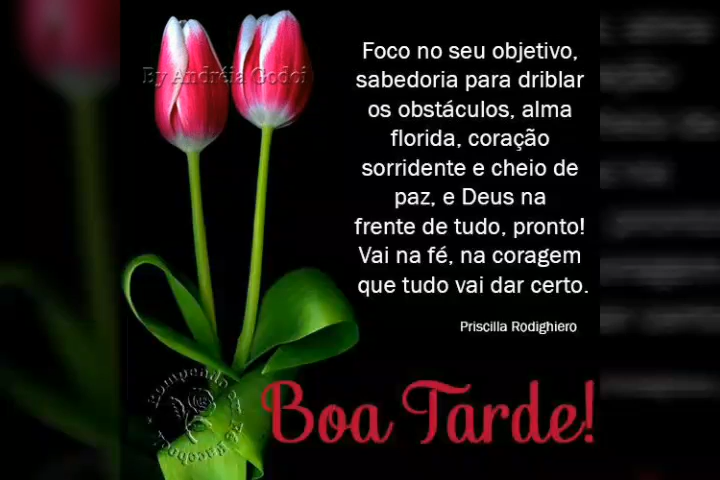 By Andréia Godoi
Foco no seu objetivo,
sabedoria para driblar
os obstáculos, alma
florida, coração
sorridente e cheio de
paz, e Deus na
frente de tudo, pronto!
Vai na fé, na coragem
que tudo vai dar certo.
Priscilla Rodighiero
Boa Tarde!